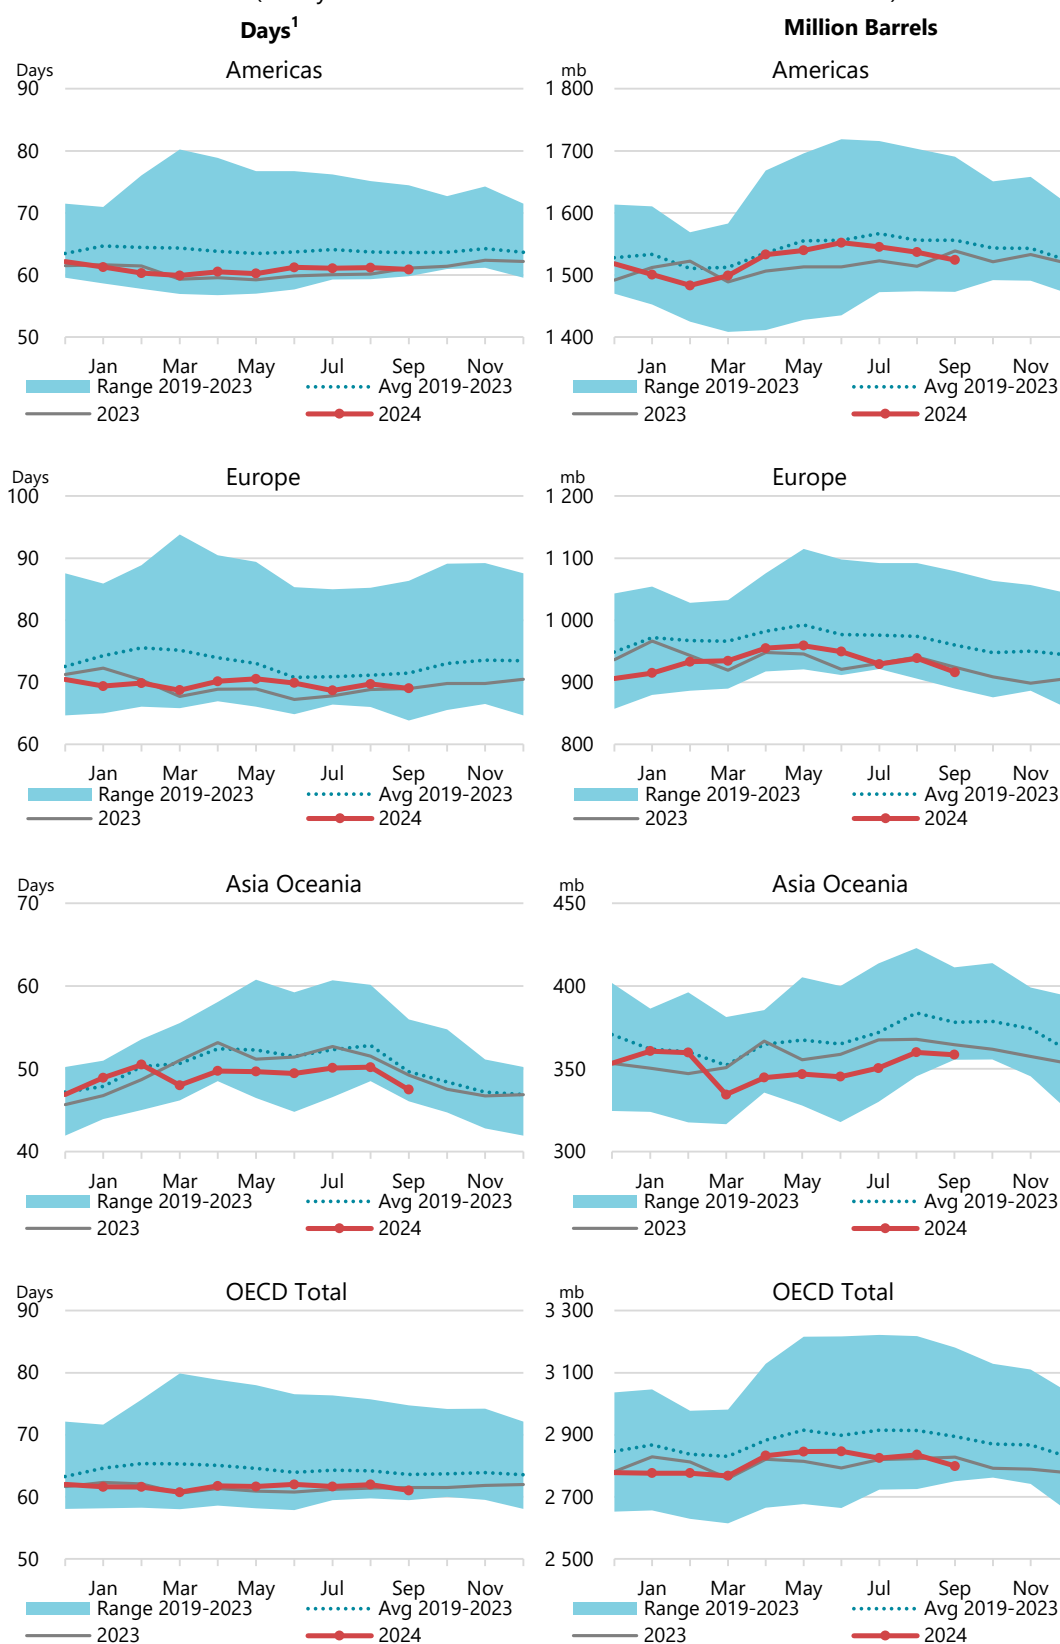 Days¹
Million Barrels
Days
Americas
90
80
70
60
50
Jan Mar May Jul Sep Nov
Range 2019-2023
Avg 2019-2023
2023
2024
mb
Americas
1 800
1 700
1 600
1 500
1 400
Jan Mar May Jul Sep Nov
Range 2019-2023
Avg 2019-2023
2023
2024
Days
Europe
100
90
80
70
60
Jan Mar May Jul Sep Nov
Range 2019-2023
Avg 2019-2023
2023
2024
mb
Europe
1 200
1 100
1 000
900
800
Jan Mar May Jul Sep Nov
Range 2019-2023
Avg 2019-2023
2023
2024
Days
Asia Oceania
70
60
50
40
Jan Mar May Jul Sep Nov
Range 2019-2023
Avg 2019-2023
2023
2024
mb
Asia Oceania
450
400
350
300
Jan Mar May Jul Sep Nov
Range 2019-2023
Avg 2019-2023
2023
2024
Days
OECD Total
90
80
70
60
50
Jan Mar May Jul Sep Nov
Range 2019-2023
Avg 2019-2023
2023
2024
mb
OECD Total
3 300
3 100
2 900
2 700
2 500
Jan Mar May Jul Sep Nov
Range 2019-2023
Avg 2019-2023
2023
2024